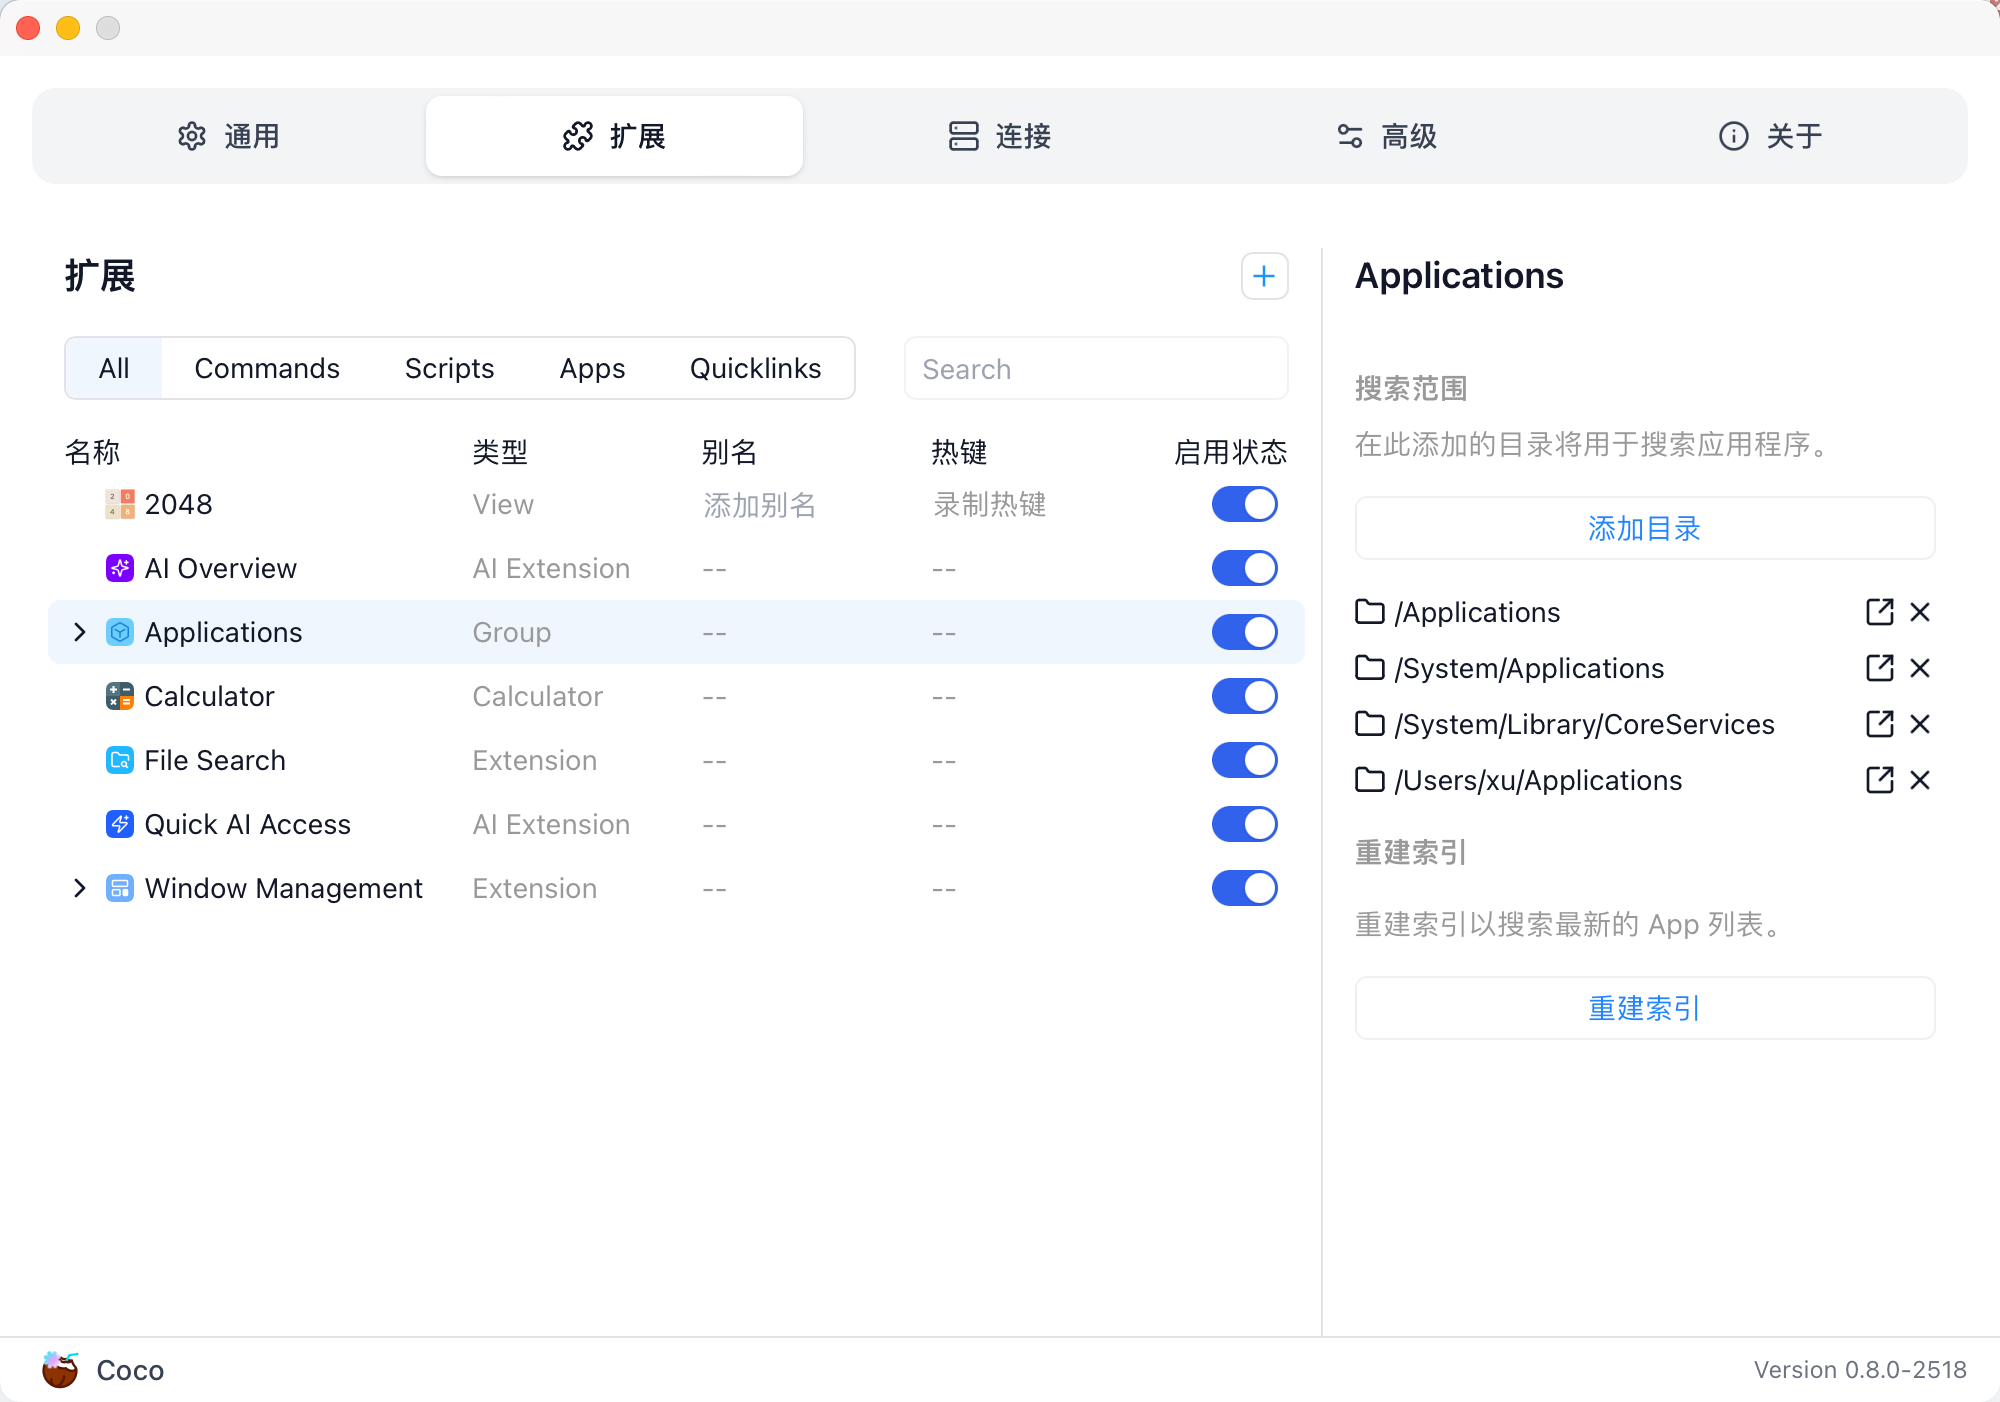 通用 扩展 连接 高级 关于
扩展
All Commands Scripts Apps Quicklinks Search
名称 类型 别名 热键 启用状态
2048 View 添加别名 录制热键
AI Overview AI Extension -- --
Applications Group -- --
Calculator Calculator -- --
File Search Extension -- --
Quick AI Access AI Extension -- --
Window Management Extension -- --
Applications
搜索范围
在此添加的目录将用于搜索应用程序。
添加目录
/Applications
/System/Applications
/System/Library/CoreServices
/Users/xu/Applications
重建索引
重建索引以搜索最新的 App 列表。
重建索引
Coco
Version 0.8.0-2518